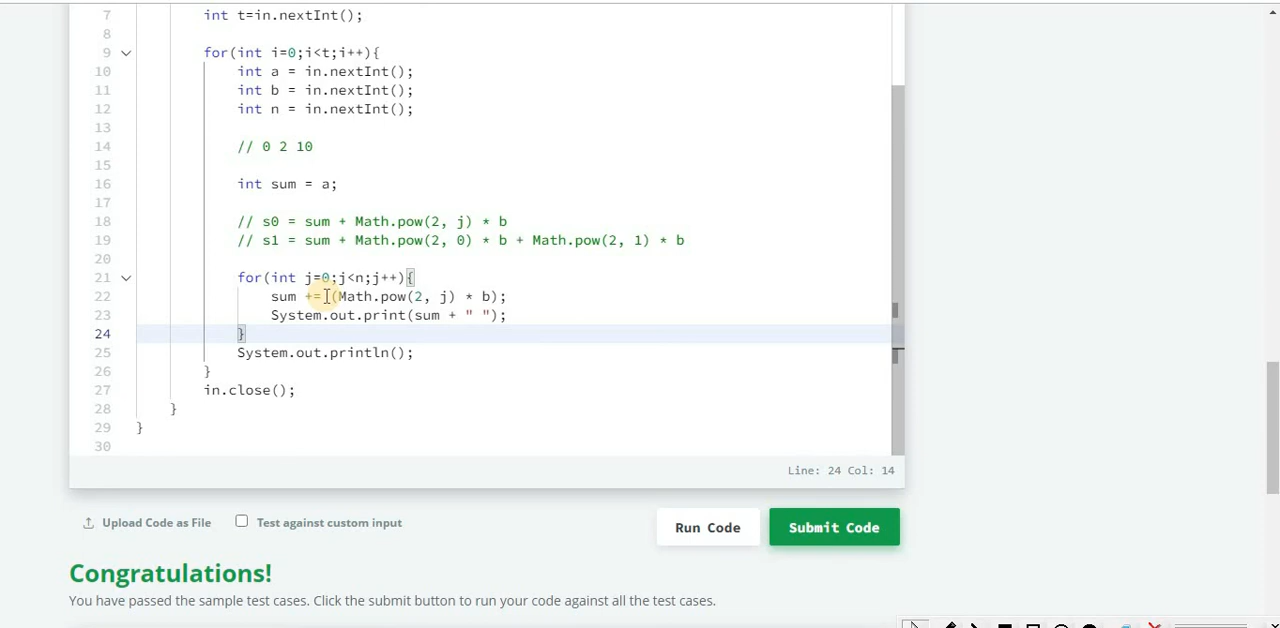 7 int t=in.nextInt();
8
9 for(int i=0;i<t;i++){
10 int a = in.nextInt();
11 int b = in.nextInt();
12 int n = in.nextInt();
13
14 // 0 2 10
15
16 int sum = a;
17
18 // s0 = sum + Math.pow(2, j) * b
19 // s1 = sum + Math.pow(2, 0) * b + Math.pow(2, 1) * b
20
21 for(int j=0;j<n;j++){
22 sum += (Math.pow(2, j) * b);
23 System.out.print(sum + " ");
24 }
25 System.out.println();
26 }
27 in.close();
28 }
29 }
30
Line: 24 Col: 14
Upload Code as File
Test against custom input
Run Code
Submit Code
Congratulations!
You have passed the sample test cases. Click the submit button to run your code against all the test cases.